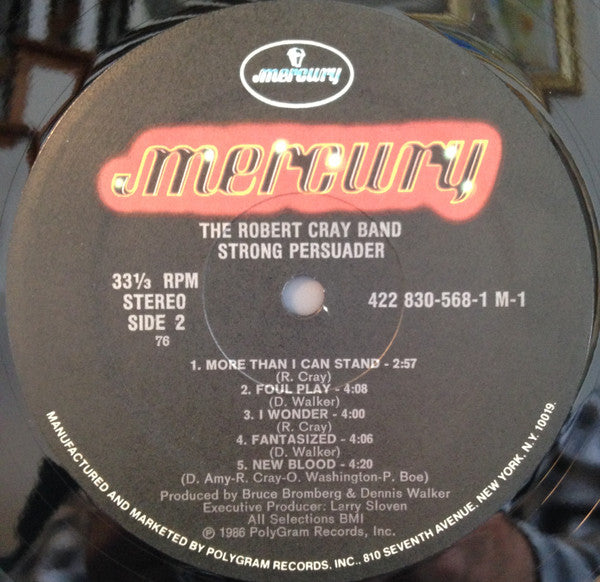 mercury
mercury
THE ROBERT CRAY BAND
STRONG PERSUADER
33⅓ RPM
STEREO
SIDE 2
76
422 830-568-1 M-1
1. MORE THAN I CAN STAND - 2:57
(R. Cray)
2. FOUL PLAY - 4:08
(D. Walker)
3. I WONDER - 4:00
(R. Cray)
4. FANTASIZED - 4:06
(D. Walker)
5. NEW BLOOD - 4:20
(D. Amy-R. Cray-O. Washington-P. Boe)
Produced by Bruce Bromberg & Dennis Walker
Executive Producer: Larry Sloven
All Selections BMI
℗ 1986 PolyGram Records, Inc.
MANUFACTURED AND MARKETED BY POLYGRAM RECORDS, INC., 810 SEVENTH AVENUE, NEW YORK, N.Y. 10019.